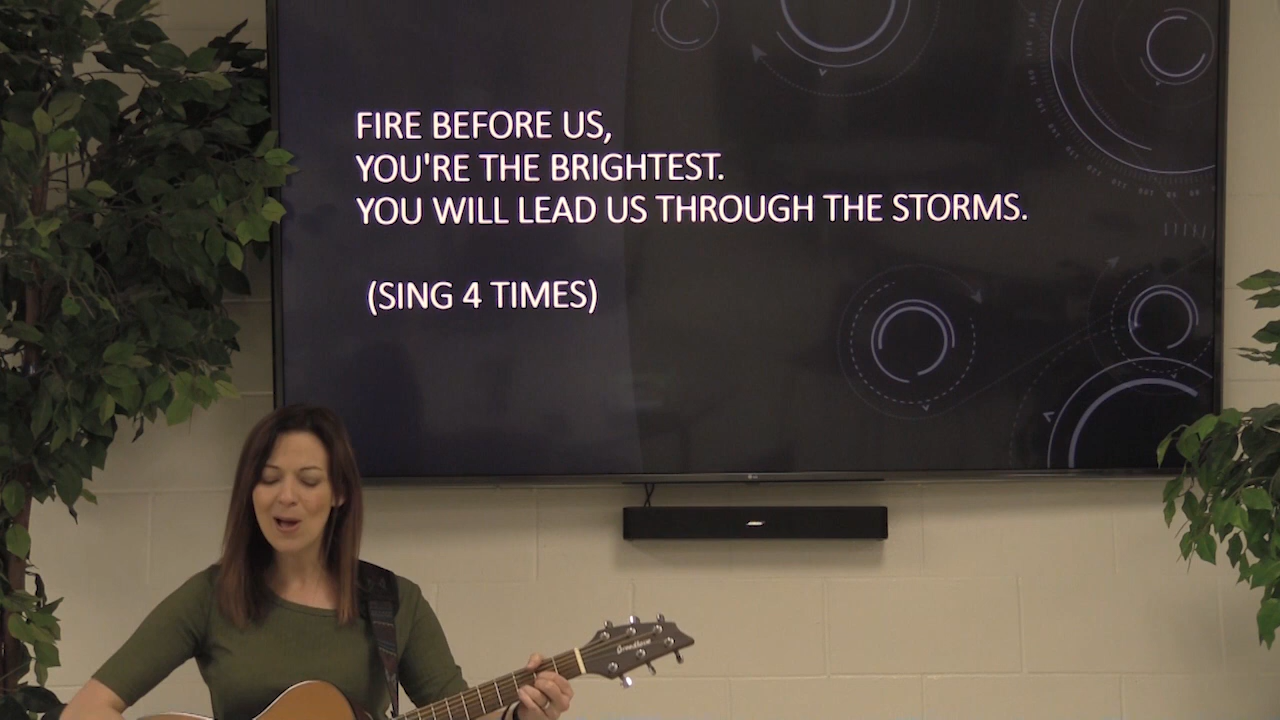 FIRE BEFORE US,
YOU'RE THE BRIGHTEST.
YOU WILL LEAD US THROUGH THE STORMS.
(SING 4 TIMES)